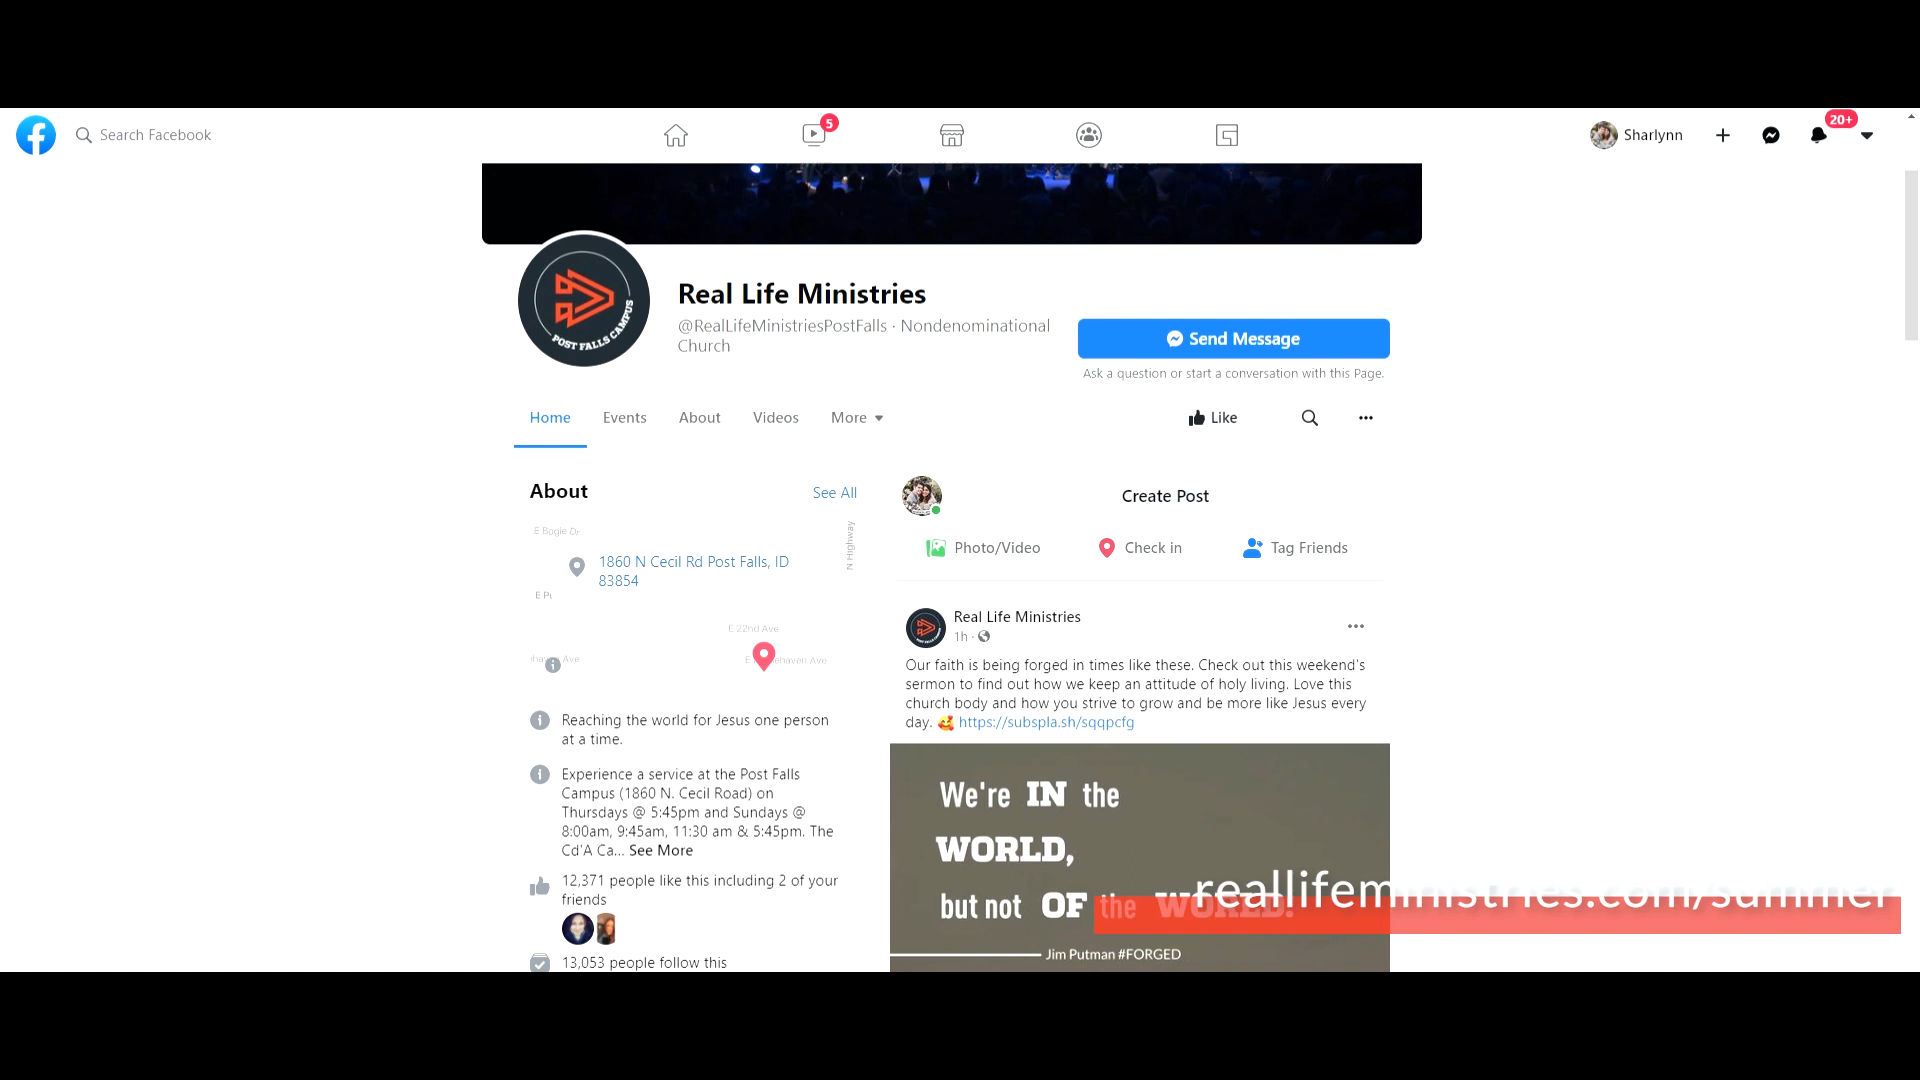 Search Facebook
5
Sharlynn
20+
POST FALLS CAMPUS
Real Life Ministries
@RealLifeMinistriesPostFalls · Nondenominational
Church
Send Message
Ask a question or start a conversation with this Page.
Home
Events
About
Videos
More
Like
About
See All
E Bogle Dr
N Highway
1860 N Cecil Rd Post Falls, ID
83854
E 22nd Ave
Reaching the world for Jesus one person
at a time.
Experience a service at the Post Falls
Campus (1860 N. Cecil Road) on
Thursdays @ 5:45pm and Sundays @
8:00am, 9:45am, 11:30 am & 5:45pm. The
Cd'A Ca... See More
12,371 people like this including 2 of your
friends
13,053 people follow this
Create Post
Photo/Video
Check in
Tag Friends
Real Life Ministries
1h ·
Our faith is being forged in times like these. Check out this weekend's
sermon to find out how we keep an attitude of holy living. Love this
church body and how you strive to grow and be more like Jesus every
day. 🥰 https://subspla.sh/sqqpcfg
We're IN the
WORLD,
but not OF the WORLD.
Jim Putman #FORGED
reallifeministries.com/summer